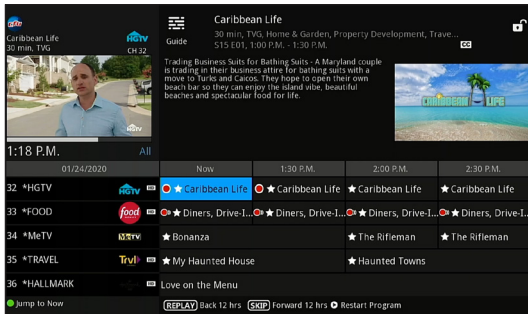 Caribbean Life
30 min, TVG
HGTV
CH 32
HGTV
1:18 P.M.
All
Guide
Caribbean Life
30 min, TVG, Home & Garden, Property Development, Trave...
S15 E01, 1:00 P.M. - 1:30 P.M.
CC
Trading Business Suits for Bathing Suits - A Maryland couple
is trading in their business attire for bathing suits with a
move to Turks and Caicos. They hope to open their own
beach bar so they can enjoy the island vibe, beautiful
beaches and spectacular food for life.
CARIBBEAN LIFE
01/24/2020
Now
1:30 P.M.
2:00 P.M.
2:30 P.M.
32 *HGTV HGTV HD Caribbean Life Caribbean Life Caribbean Life Caribbean Life
33 *FOOD food HD Diners, Drive-I... Diners, Drive-I... Diners, Drive-I... Diners, Drive-I...
34 *MeTV MeTV Bonanza The Rifleman The Rifleman
35 *TRAVEL Trvl HD My Haunted House Haunted Towns
36 *HALLMARK HD Love on the Menu
Jump to Now
REPLAY Back 12 hrs SKIP Forward 12 hrs Restart Program